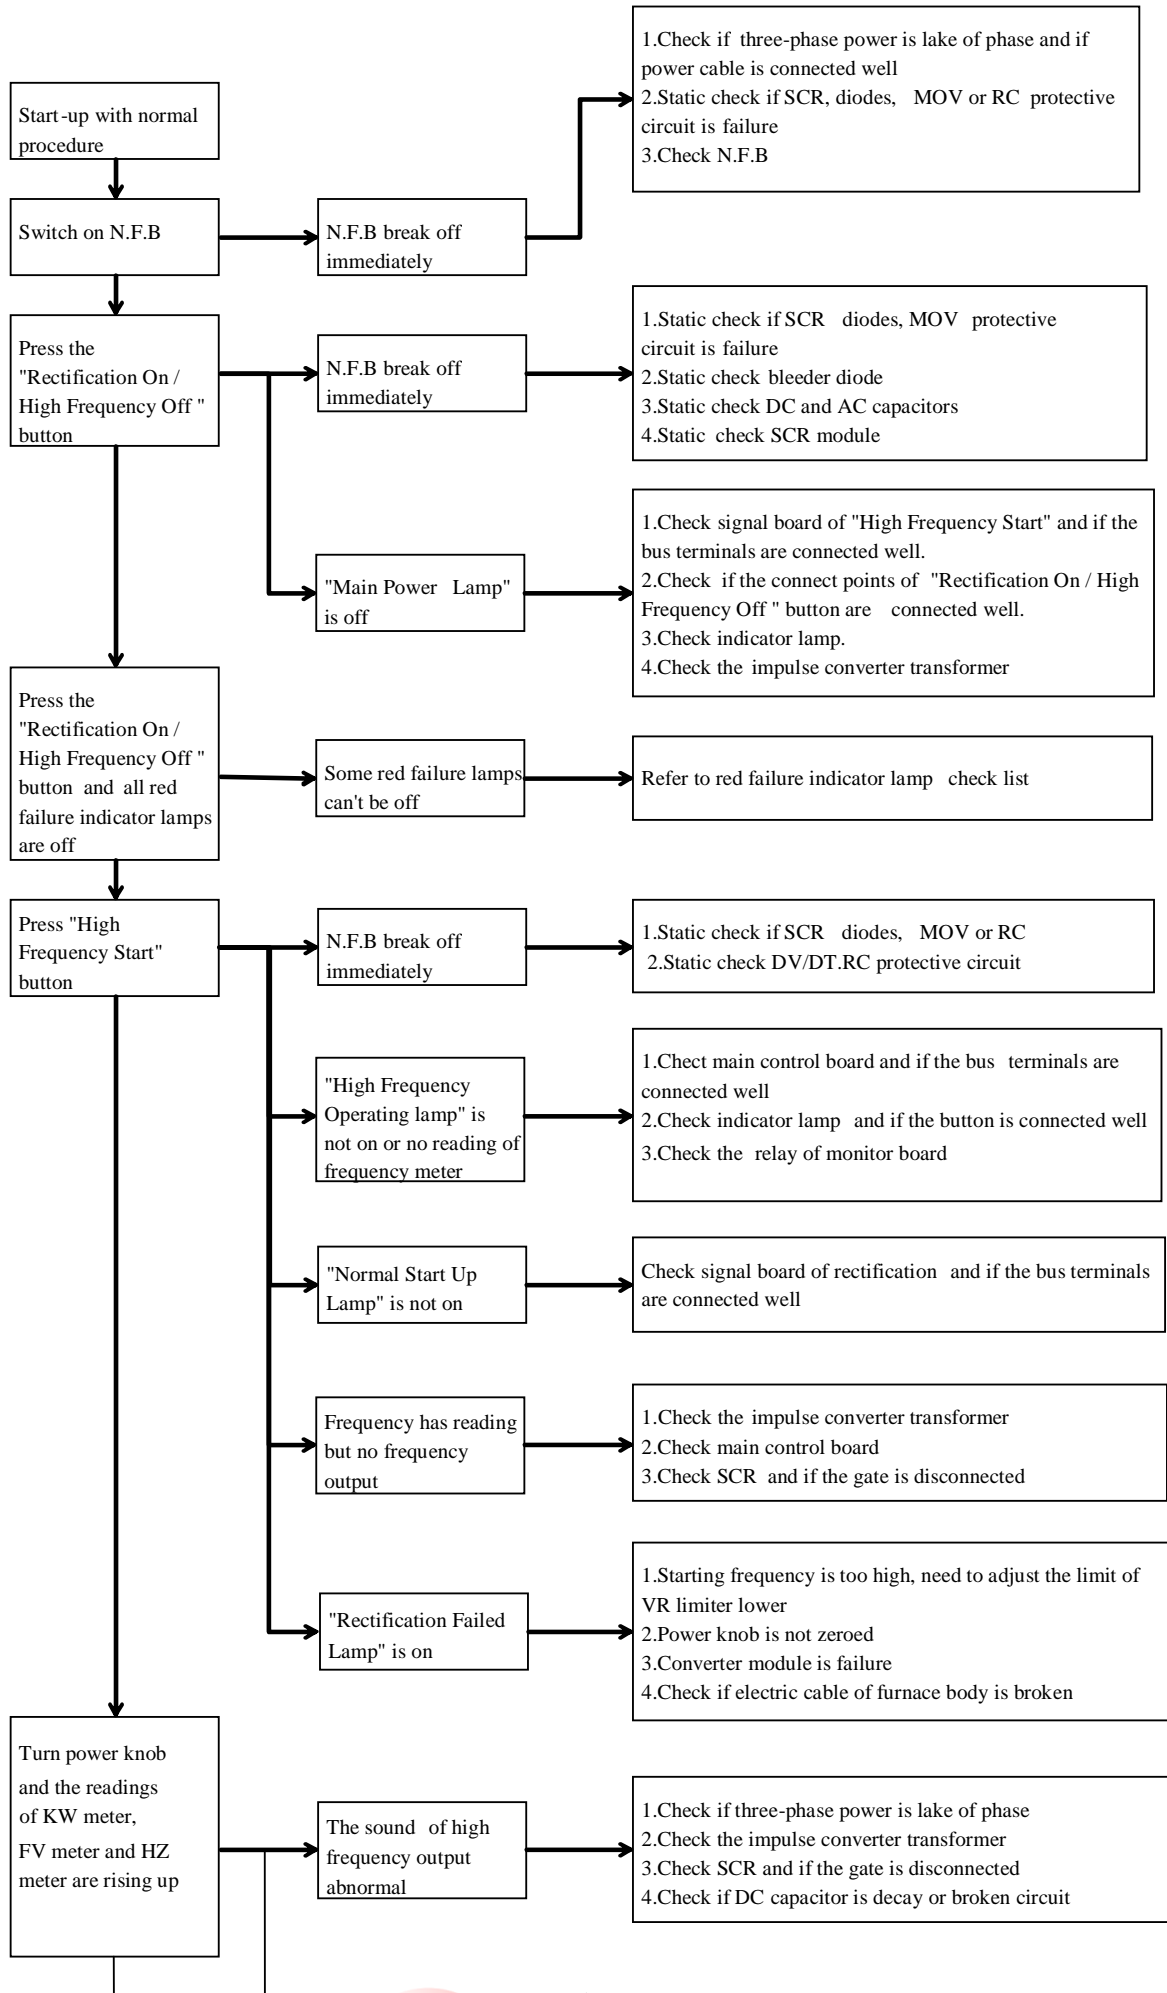 Start-up with normal
procedure
Switch on N.F.B
N.F.B break off
immediately
1.Check if three-phase power is lake of phase and if
power cable is connected well
2.Static check if SCR, diodes, MOV or RC protective
circuit is failure
3.Check N.F.B
Press the
"Rectification On /
High Frequency Off "
button
N.F.B break off
immediately
1.Static check if SCR diodes, MOV protective
circuit is failure
2.Static check bleeder diode
3.Static check DC and AC capacitors
4.Static check SCR module
"Main Power Lamp"
is off
1.Check signal board of "High Frequency Start" and if the
bus terminals are connected well.
2.Check if the connect points of "Rectification On / High
Frequency Off " button are connected well.
3.Check indicator lamp.
4.Check the impulse converter transformer
Press the
"Rectification On /
High Frequency Off "
button and all red
failure indicator lamps
are off
Some red failure lamps
can't be off
Refer to red failure indicator lamp check list
Press "High
Frequency Start"
button
N.F.B break off
immediately
1.Static check if SCR diodes, MOV or RC
2.Static check DV/DT.RC protective circuit
"High Frequency
Operating lamp" is
not on or no reading of
frequency meter
1.Chect main control board and if the bus terminals are
connected well
2.Check indicator lamp and if the button is connected well
3.Check the relay of monitor board
"Normal Start Up
Lamp" is not on
Check signal board of rectification and if the bus terminals
are connected well
Frequency has reading
but no frequency
output
1.Check the impulse converter transformer
2.Check main control board
3.Check SCR and if the gate is disconnected
"Rectification Failed
Lamp" is on
1.Starting frequency is too high, need to adjust the limit of
VR limiter lower
2.Power knob is not zeroed
3.Converter module is failure
4.Check if electric cable of furnace body is broken
Turn power knob
and the readings
of KW meter,
FV meter and HZ
meter are rising up
The sound of high
frequency output
abnormal
1.Check if three-phase power is lake of phase
2.Check the impulse converter transformer
3.Check SCR and if the gate is disconnected
4.Check if DC capacitor is decay or broken circuit